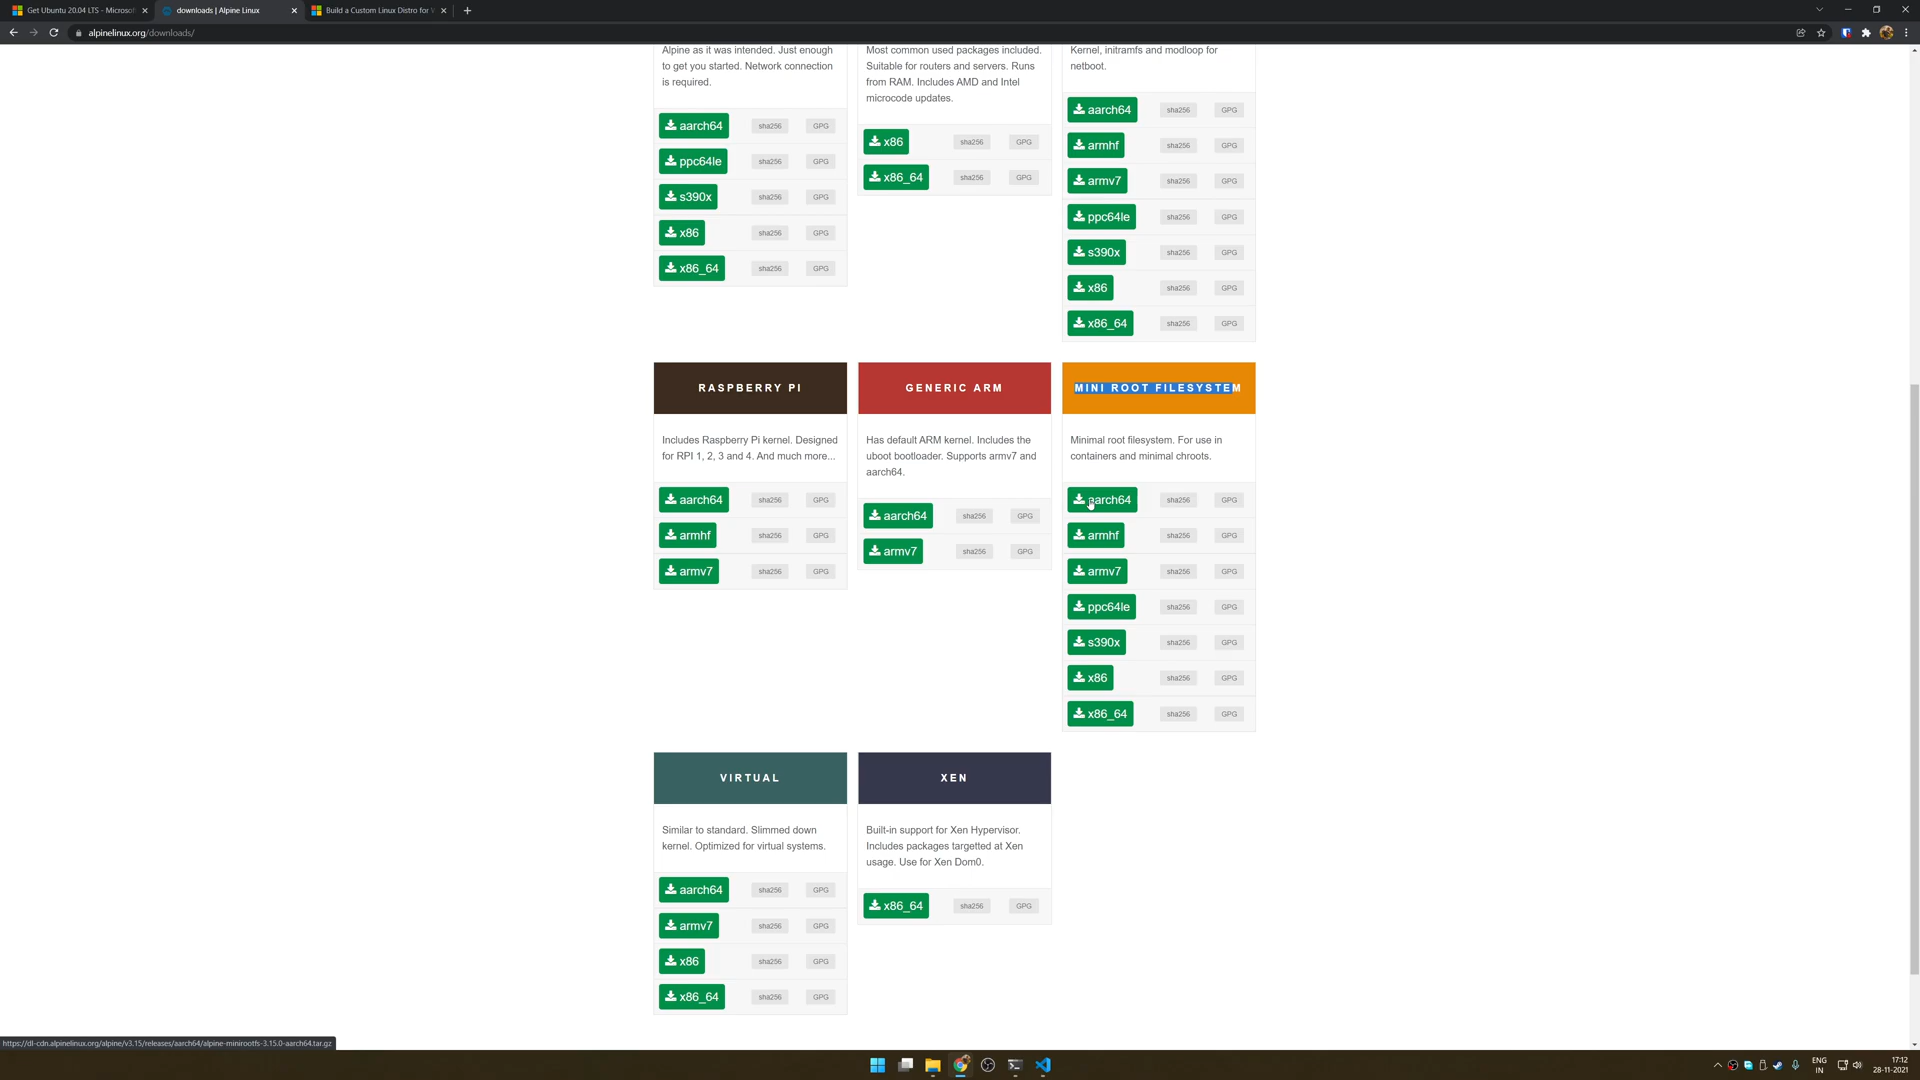 Get Ubuntu 20.04 LTS - Microsof
downloads | Alpine Linux
Build a Custom Linux Distro for
alpinelinux.org/downloads/
Alpine as it was intended. Just enough
to get you started. Network connection
is required.
aarch64 sha256 GPG
ppc64le sha256 GPG
s390x sha256 GPG
x86 sha256 GPG
x86_64 sha256 GPG
Most common used packages included.
Suitable for routers and servers. Runs
from RAM. Includes AMD and Intel
microcode updates.
x86 sha256 GPG
x86_64 sha256 GPG
Kernel, initramfs and modloop for
netboot.
aarch64 sha256 GPG
armhf sha256 GPG
armv7 sha256 GPG
ppc64le sha256 GPG
s390x sha256 GPG
x86 sha256 GPG
x86_64 sha256 GPG
RASPBERRY PI
Includes Raspberry Pi kernel. Designed
for RPI 1, 2, 3 and 4. And much more...
aarch64 sha256 GPG
armhf sha256 GPG
armv7 sha256 GPG
GENERIC ARM
Has default ARM kernel. Includes the
uboot bootloader. Supports armv7 and
aarch64.
aarch64 sha256 GPG
armv7 sha256 GPG
MINI ROOT FILESYSTEM
Minimal root filesystem. For use in
containers and minimal chroots.
aarch64 sha256 GPG
armhf sha256 GPG
armv7 sha256 GPG
ppc64le sha256 GPG
s390x sha256 GPG
x86 sha256 GPG
x86_64 sha256 GPG
VIRTUAL
Similar to standard. Slimmed down
kernel. Optimized for virtual systems.
aarch64 sha256 GPG
armv7 sha256 GPG
x86 sha256 GPG
x86_64 sha256 GPG
XEN
Built-in support for Xen Hypervisor.
Includes packages targetted at Xen
usage. Use for Xen Dom0.
x86_64 sha256 GPG
https://dl-cdn.alpinelinux.org/alpine/v3.15/releases/aarch64/alpine-minirootfs-3.15.0-aarch64.tar.gz
ENG
IN
17:12
28-11-2021